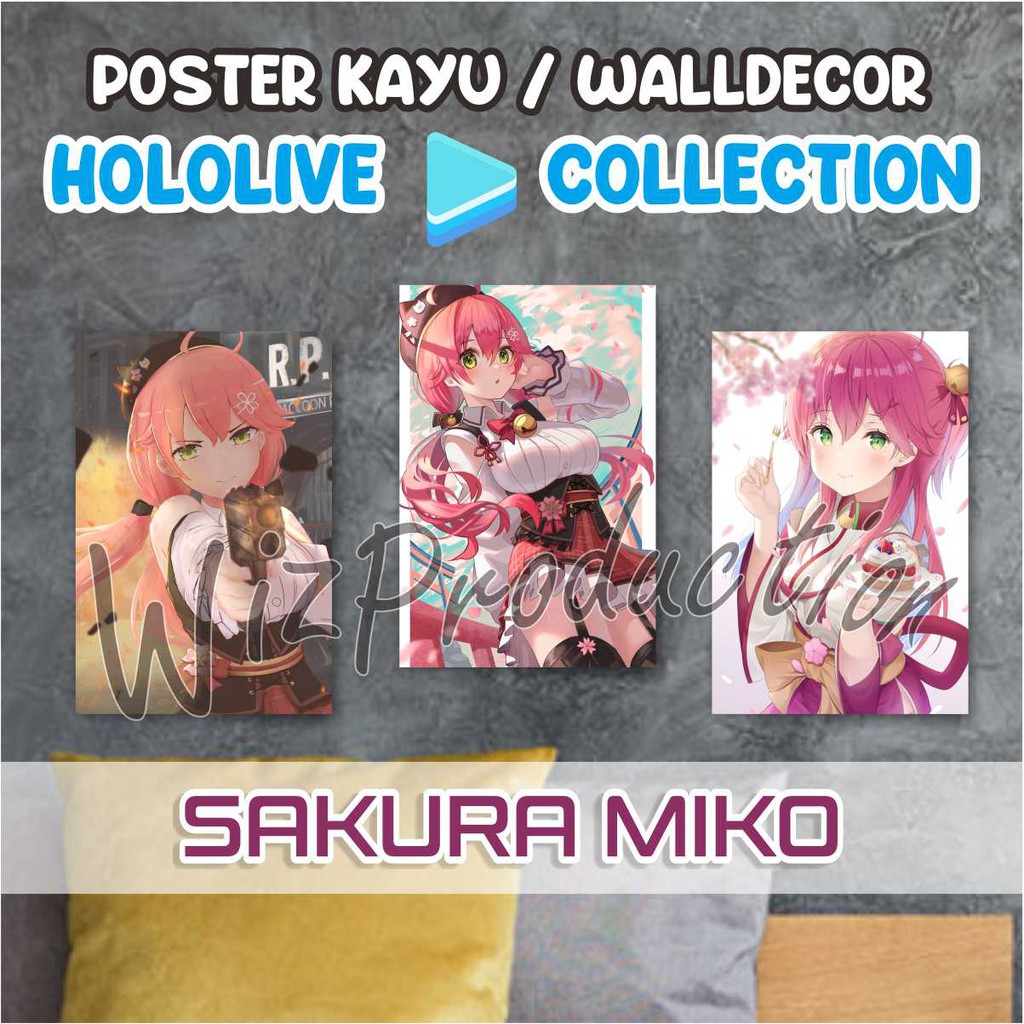 POSTER KAYU / WALLDECOR
HOLOLIVE COLLECTION
R.P.
WizProduction
SAKURA MIKO